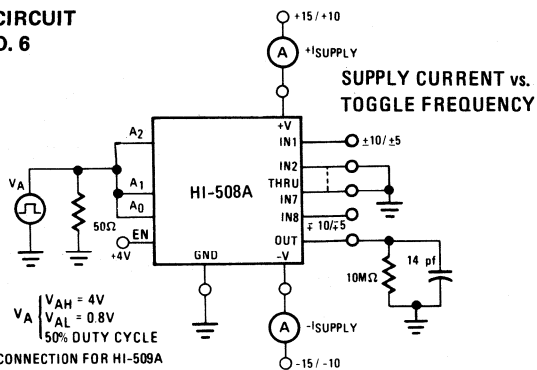 CIRCUIT
O. 6
+15/+10
A +ISUPPLY
SUPPLY CURRENT vs.
TOGGLE FREQUENCY
+V
A2
IN1 ±10/±5
IN2
VA
A1
HI-508A
THRU
IN7
A0
50Ω
IN8 ∓10/∓5
EN
+4V
OUT
GND
-V
10MΩ
14 pf
VA
VAH = 4V
VAL = 0.8V
50% DUTY CYCLE
A -ISUPPLY
CONNECTION FOR HI-509A
-15/-10